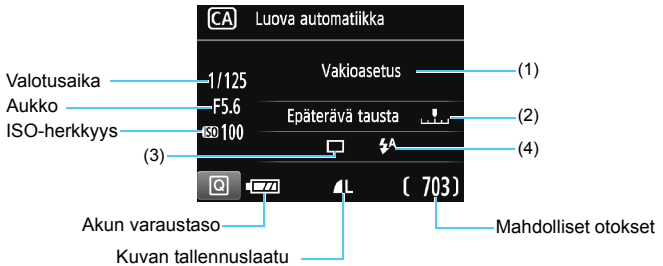 CA Luova automatiikka
Valotusaika
1/125
Vakioasetus
(1)
Aukko
F5.6
Epäterävä tausta
(2)
ISO-herkkyys
ISO 100
(3)
A
(4)
Q
L
( 703)
Akun varaustaso
Mahdolliset otokset
Kuvan tallennuslaatu